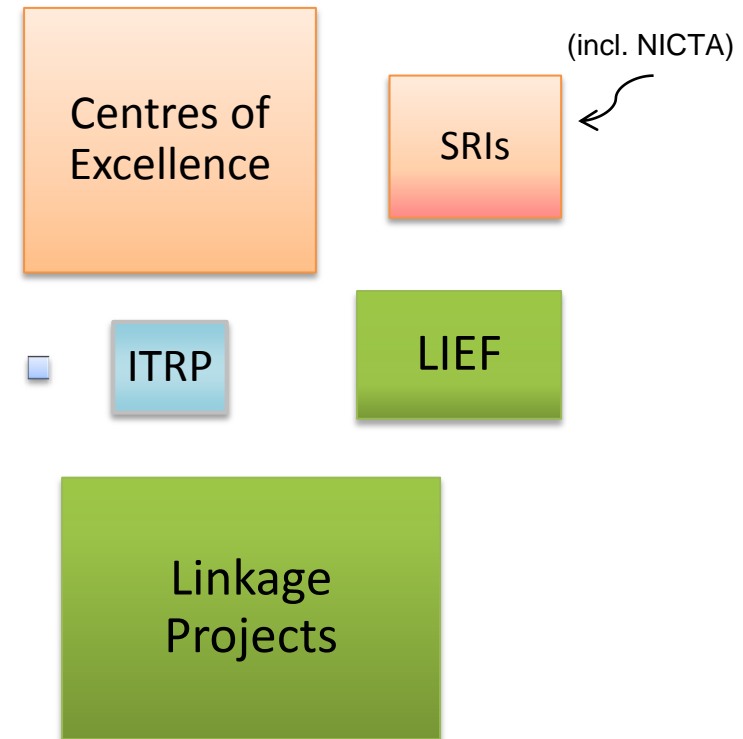 (incl. NICTA)
Centres of
Excellence
SRIs
ITRP
LIEF
Linkage
Projects